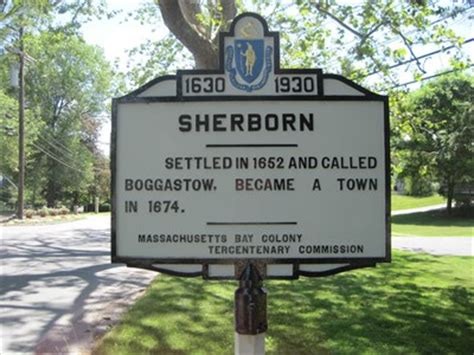 1630 1930
SHERBORN
SETTLED IN 1652 AND CALLED
BOGGASTOW, BECAME A TOWN
IN 1674.
MASSACHUSETTS BAY COLONY
TERCENTENARY COMMISSION